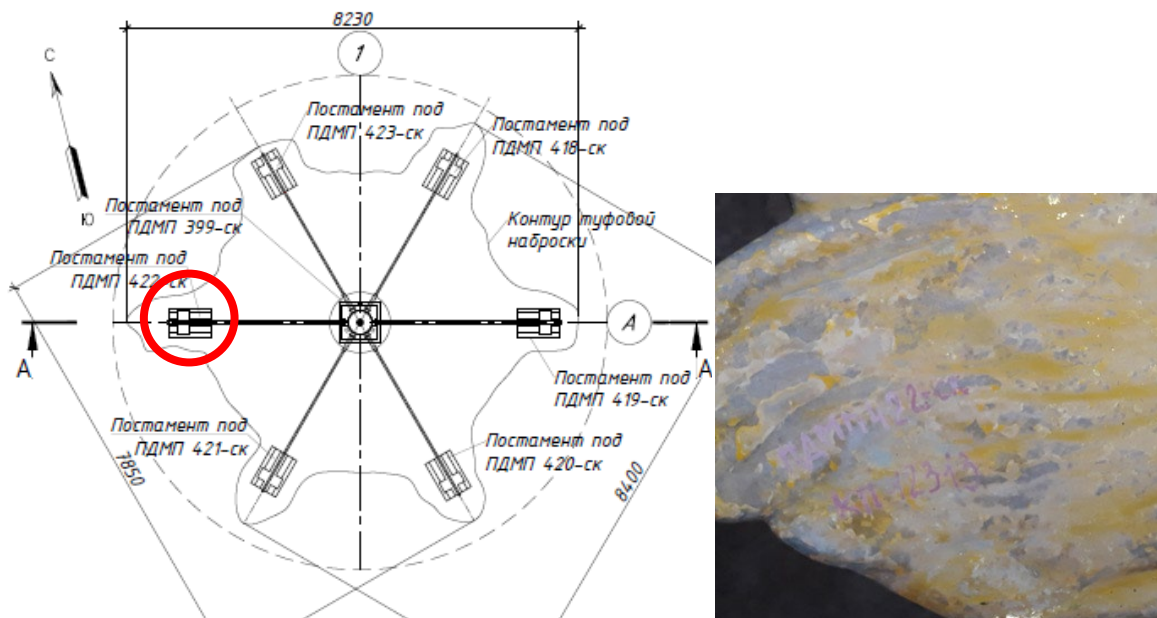 8230
С
1
Постамент под
ПДМП 423-ск
Постамент под
ПДМП 418-ск
Ю
Постамент под
ПДМП 399-ск
Контур туфовой
наброски
Постамент под
ПДМП 422-ск
А
А
А
Постамент под
ПДМП 419-ск
Постамент под
ПДМП 421-ск
Постамент под
ПДМП 420-ск
7850
8400
КП 12313